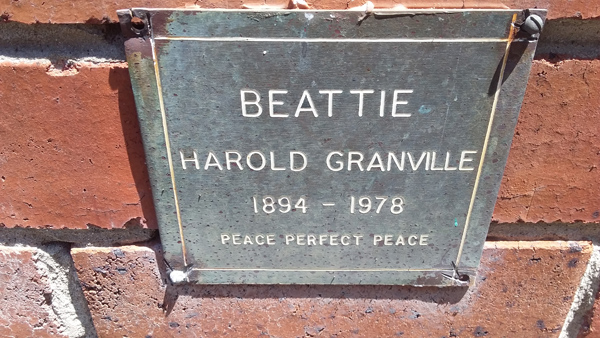 BEATTIE
HAROLD GRANVILLE
1894 - 1978
PEACE PERFECT PEACE